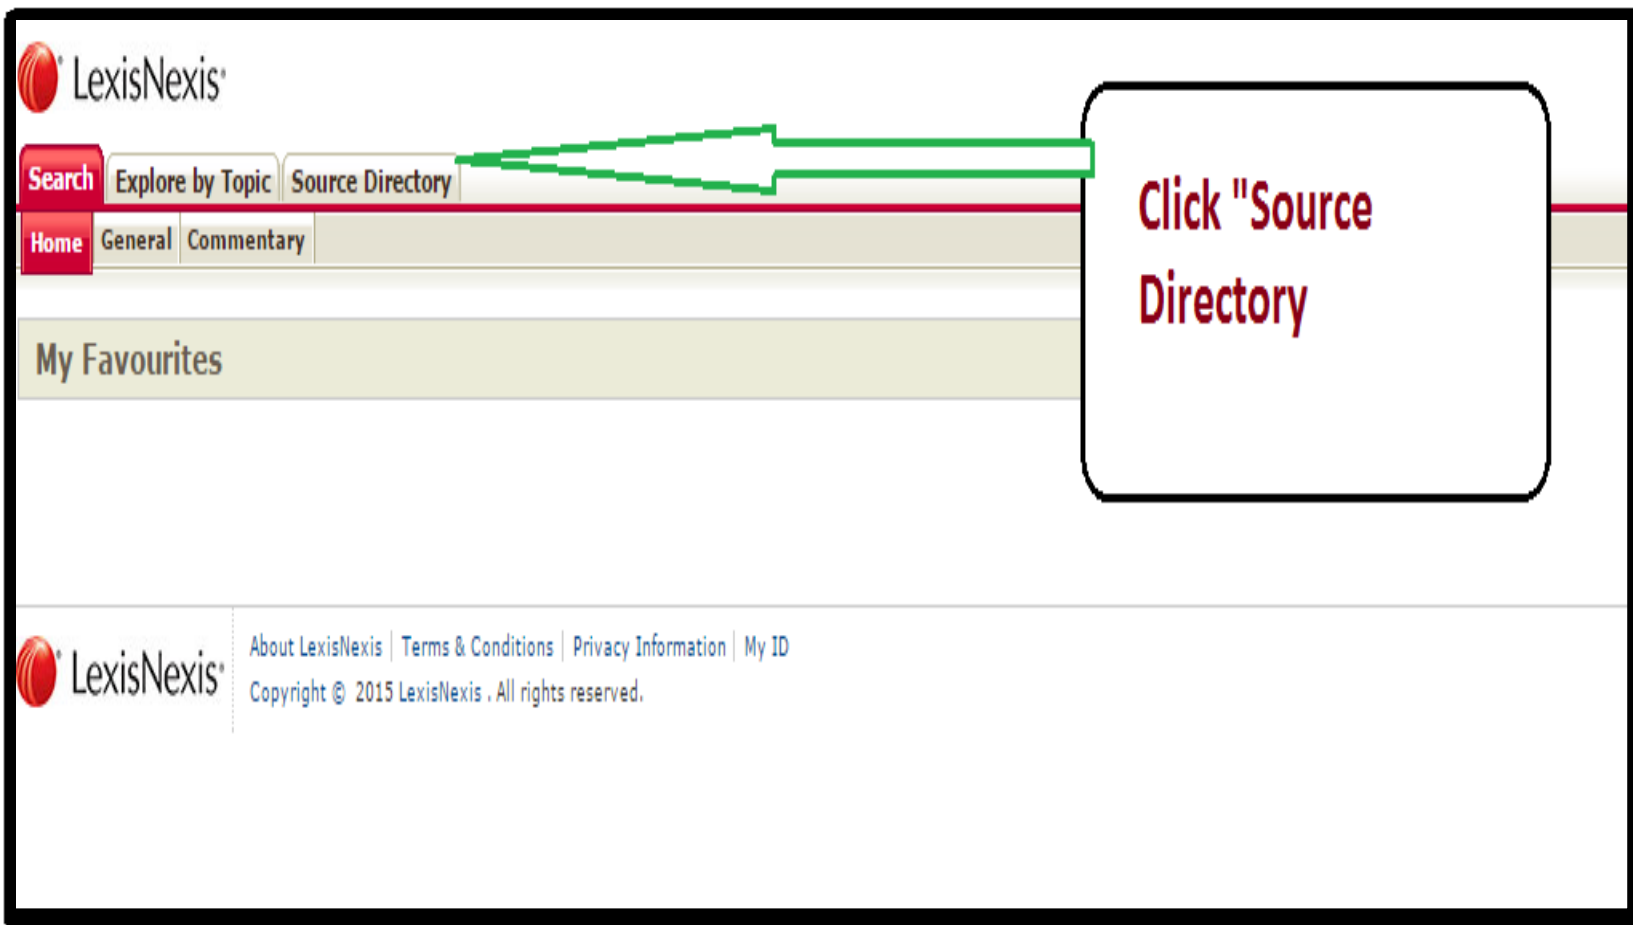 LexisNexis®
Search Explore by Topic Source Directory
Home General Commentary
Click "Source
Directory
My Favourites
LexisNexis®
About LexisNexis | Terms & Conditions | Privacy Information | My ID
Copyright © 2015 LexisNexis . All rights reserved.